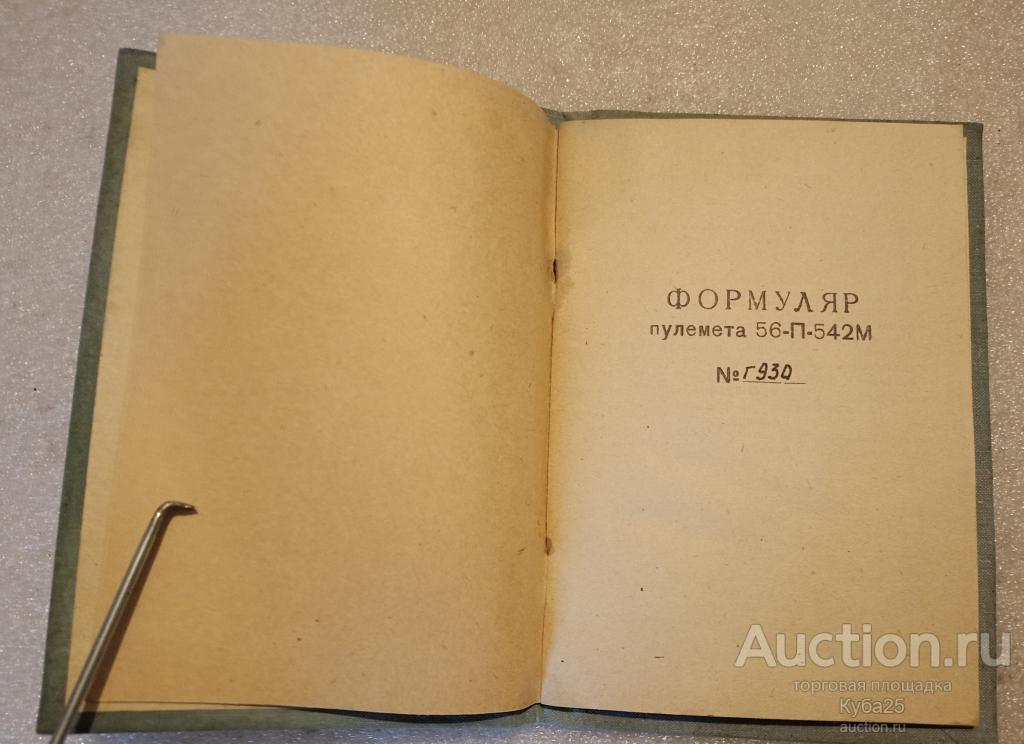 ФОРМУЛЯР
пулемета 56-П-542М
№ г930
Auction.ru
торговая площадка
Куба25
auction.ru